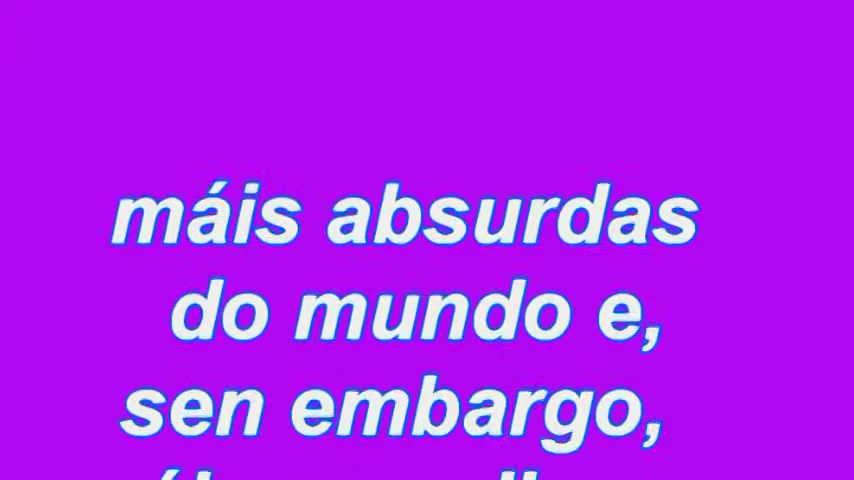 máis absurdas
do mundo e,
sen embargo,